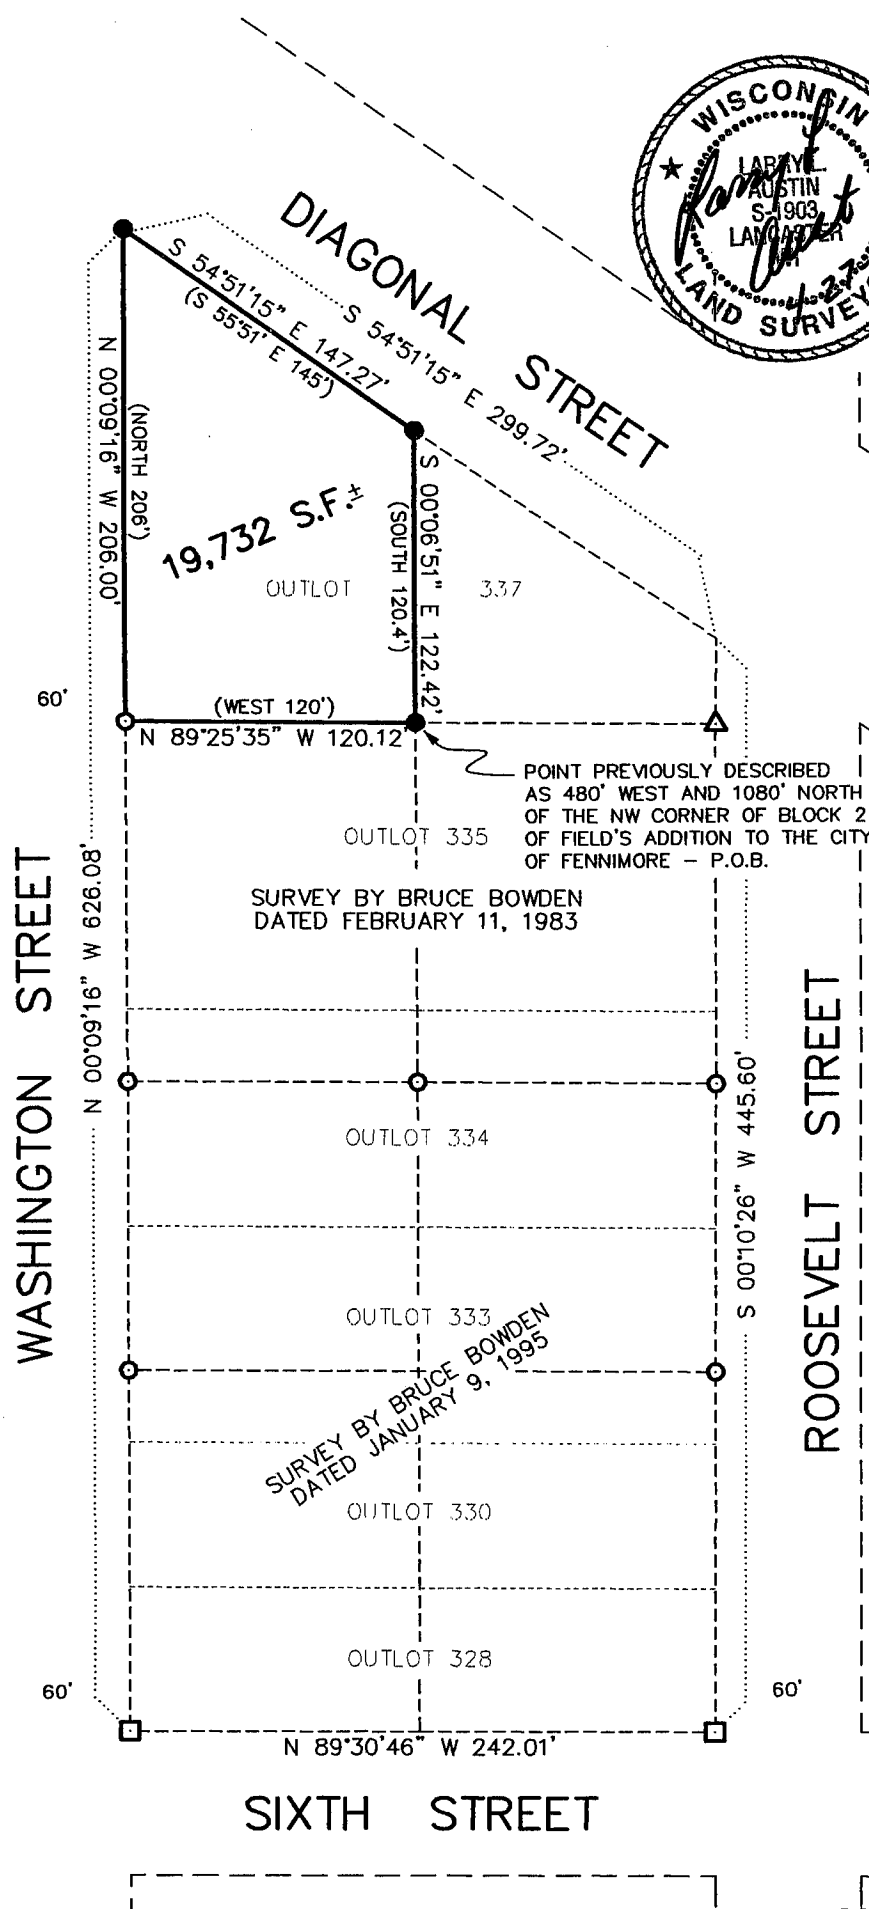 WISCONSIN
LARRY L.
AUSTIN
S-1903
LANCASTER
WI
LAND SURVEY
4-27
DIAGONAL STREET
S 54°51'15" E 147.27'
(S 55°51' E 145')
S 54°51'15" E 299.72'
N 00°09'16" W 206.00'
(NORTH 206')
19,732 S.F.±
S 00°06'51" E 122.42'
(SOUTH 120.4')
OUTLOT 337
60'
(WEST 120')
N 89°25'35" W 120.12'
POINT PREVIOUSLY DESCRIBED
AS 480' WEST AND 1080' NORTH
OF THE NW CORNER OF BLOCK 2
OF FIELD'S ADDITION TO THE CITY
OF FENNIMORE – P.O.B.
OUTLOT 335
SURVEY BY BRUCE BOWDEN
DATED FEBRUARY 11, 1983
WASHINGTON STREET
N 00°09'16" W 626.08'
ROOSEVELT STREET
S 00°10'26" W 445.60'
OUTLOT 334
OUTLOT 333
SURVEY BY BRUCE BOWDEN
DATED JANUARY 9, 1995
OUTLOT 330
OUTLOT 328
60'
60'
N 89°30'46" W 242.01'
SIXTH STREET